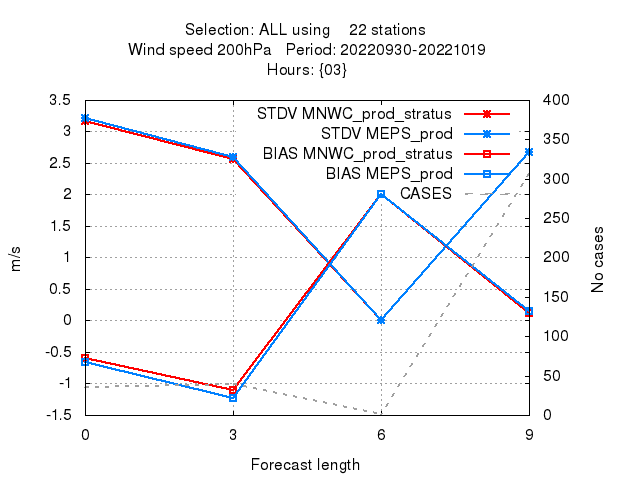 Selection: ALL using    22 stations
Wind speed 200hPa   Period: 20220930-20221019
Hours: {03}
STDV MNWC_prod_stratus
STDV MEPS_prod
BIAS MNWC_prod_stratus
BIAS MEPS_prod
CASES
3.5
3
2.5
2
1.5
1
0.5
0
-0.5
-1
-1.5
m/s
400
350
300
250
200
150
100
50
0
No cases
0 3 6 9
Forecast length